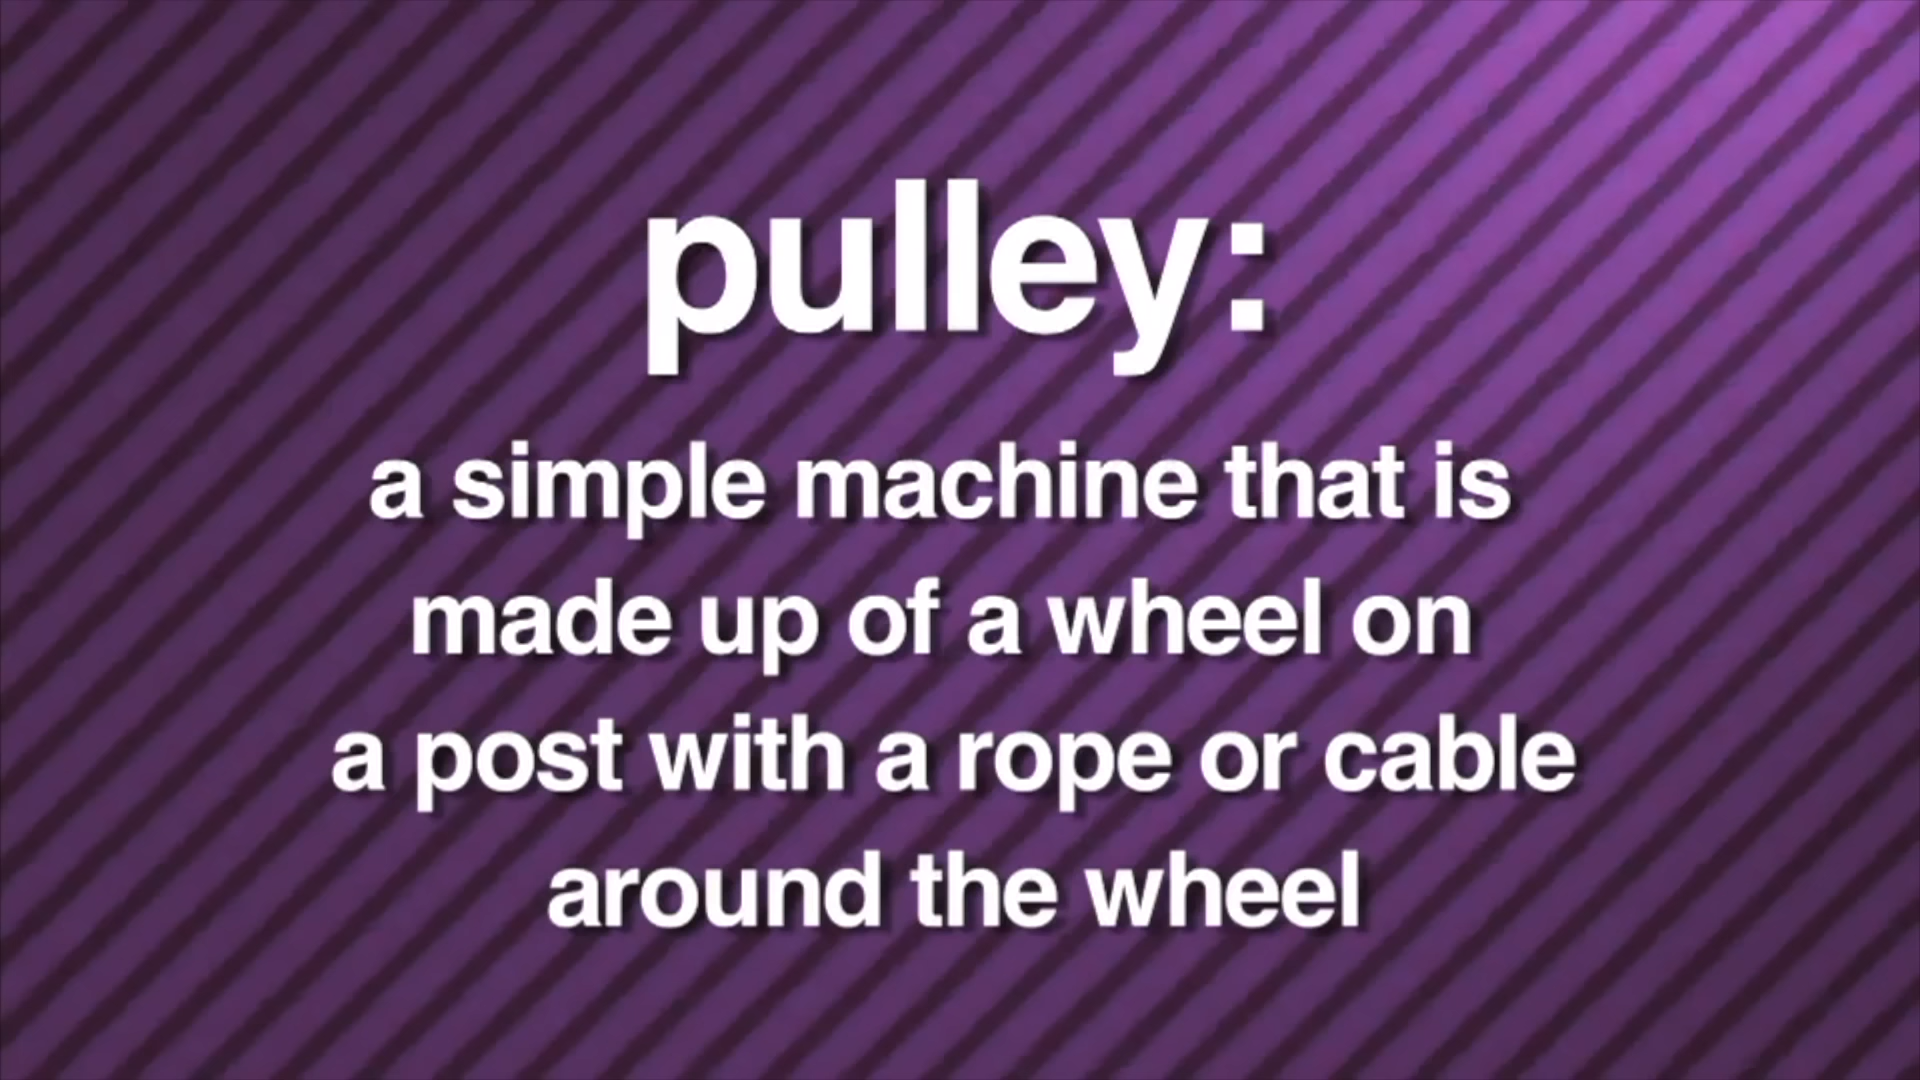 pulley:
a simple machine that is
made up of a wheel on
a post with a rope or cable
around the wheel